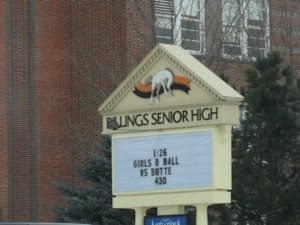 BILLINGS SENIOR HIGH
1/26
GIRLS B BALL
VS BUTTE
430